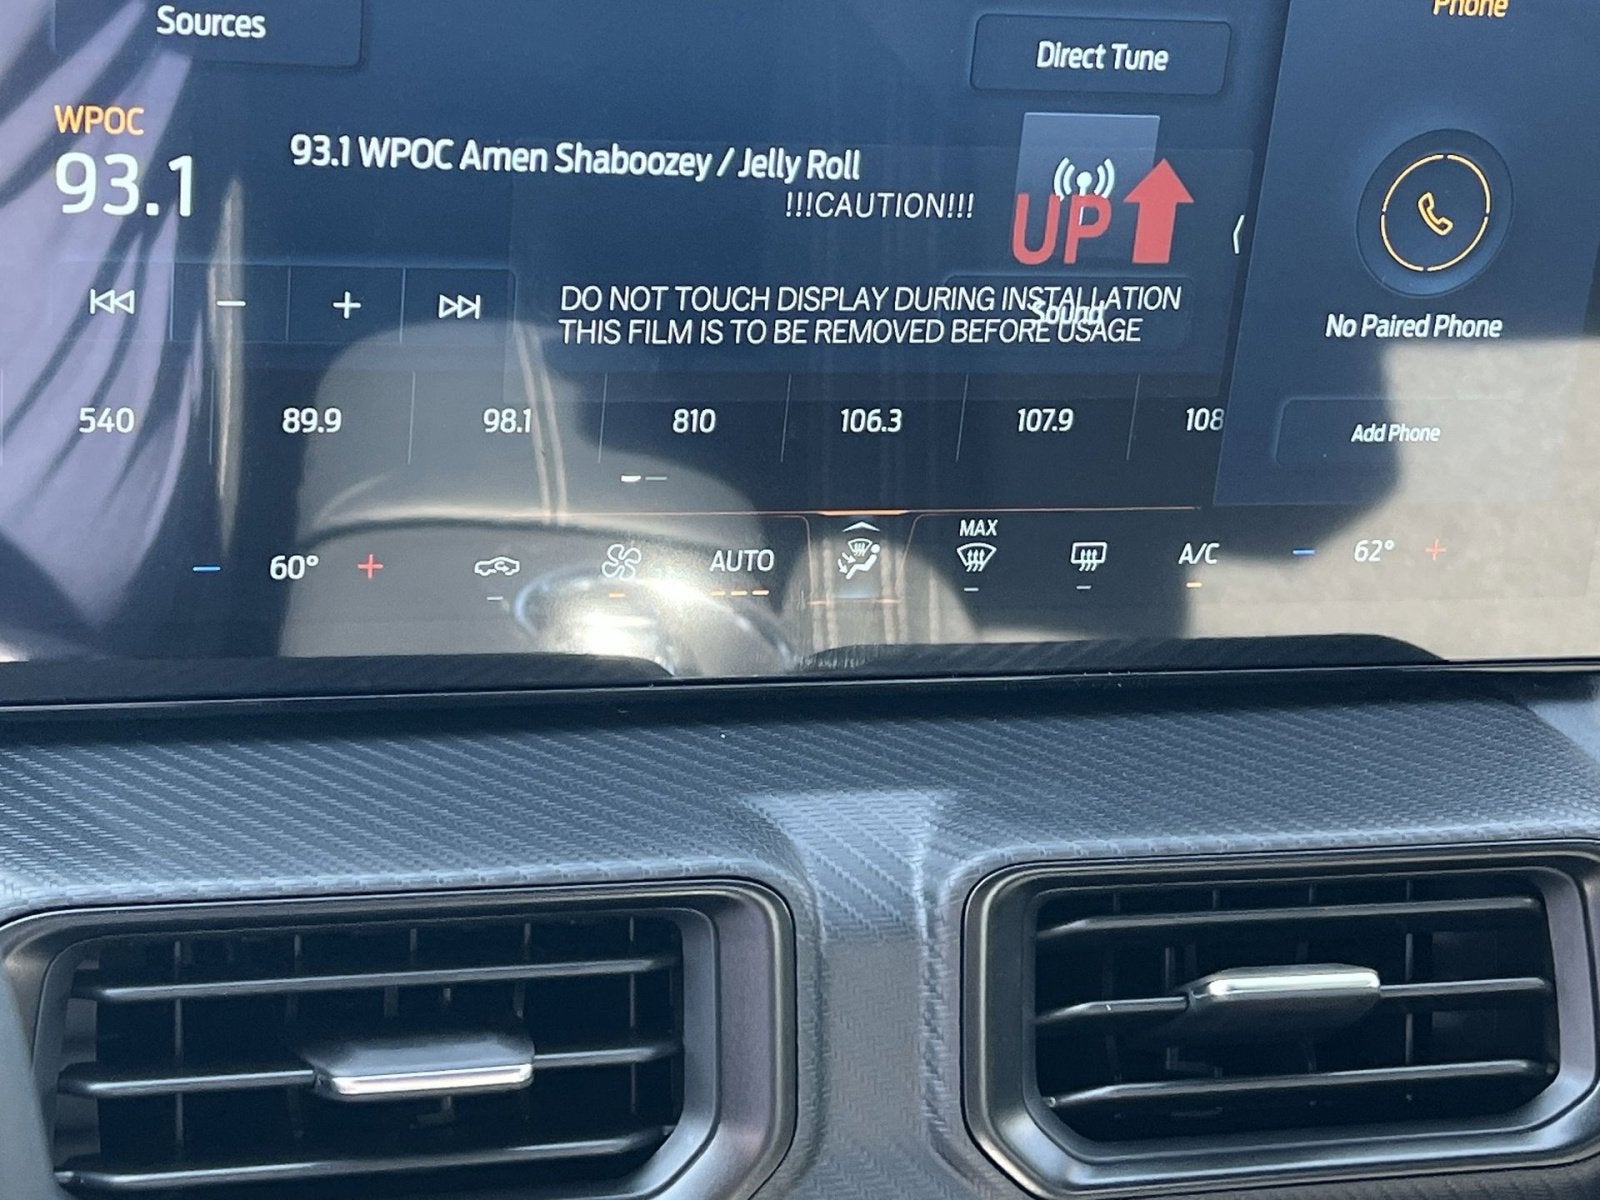 Sources
Direct Tune
Phone
WPOC
93.1
93.1 WPOC Amen Shaboozey / Jelly Roll
!!!CAUTION!!!
UP
DO NOT TOUCH DISPLAY DURING INSTALLATION
THIS FILM IS TO BE REMOVED BEFORE USAGE
Sound
No Paired Phone
Add Phone
540
89.9
98.1
810
106.3
107.9
108
60°
AUTO
MAX
A/C
62°